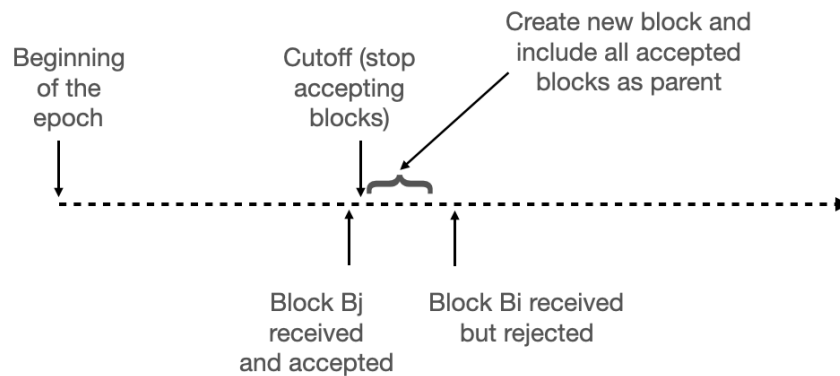 Beginning
of the
epoch
Cutoff (stop
accepting
blocks)
Create new block and
include all accepted
blocks as parent
Block Bj
received
and accepted
Block Bi received
but rejected